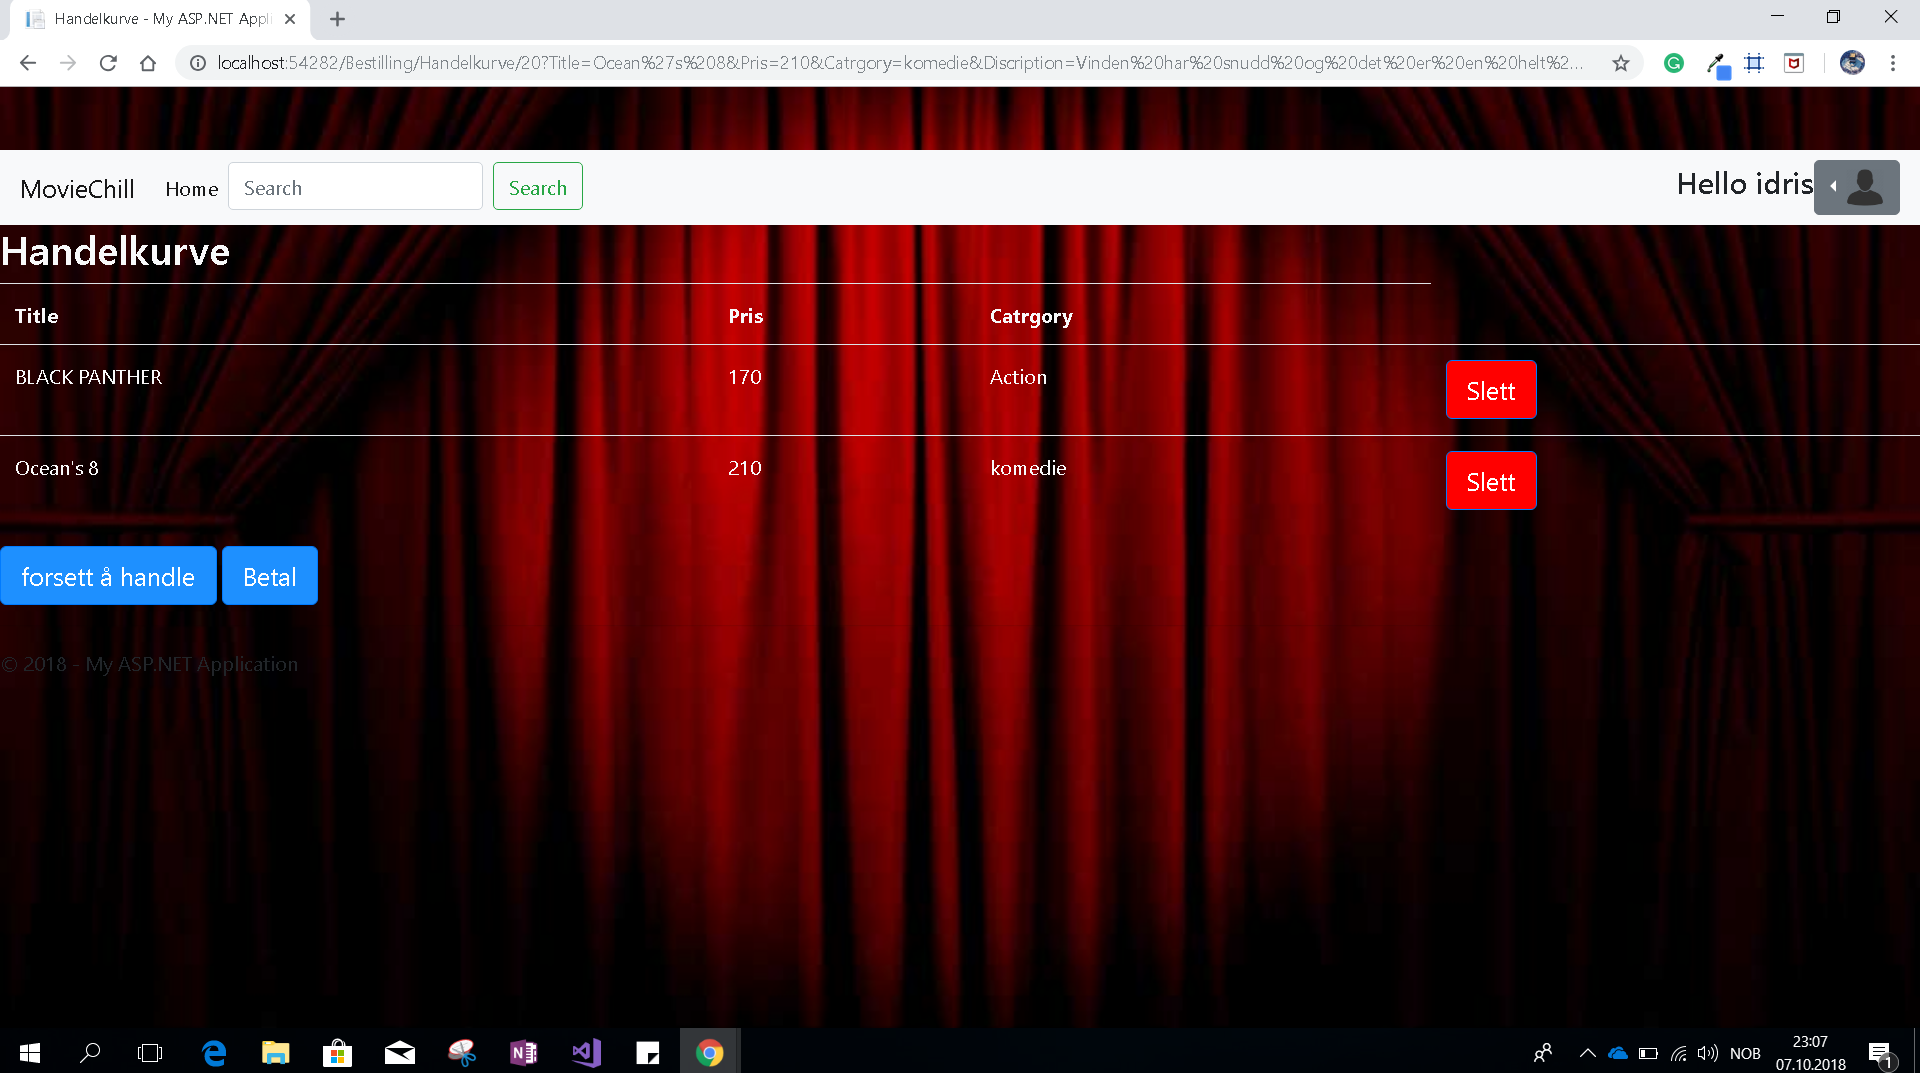 Handelkurve - My ASP.NET Appli
localhost:54282/Bestilling/Handelkurve/20?Title=Ocean%27s%208&Pris=210&Catrgory=komedie&Discription=Vinden%20har%20snudd%20og%20det%20er%20en%20helt%2...
MovieChill Home Search Search Hello idris
Handelkurve
Title Pris Catrgory
BLACK PANTHER 170 Action Slett
Ocean's 8 210 komedie Slett
forsett å handle Betal
© 2018 - My ASP.NET Application
NOB 23:07
07.10.2018 1